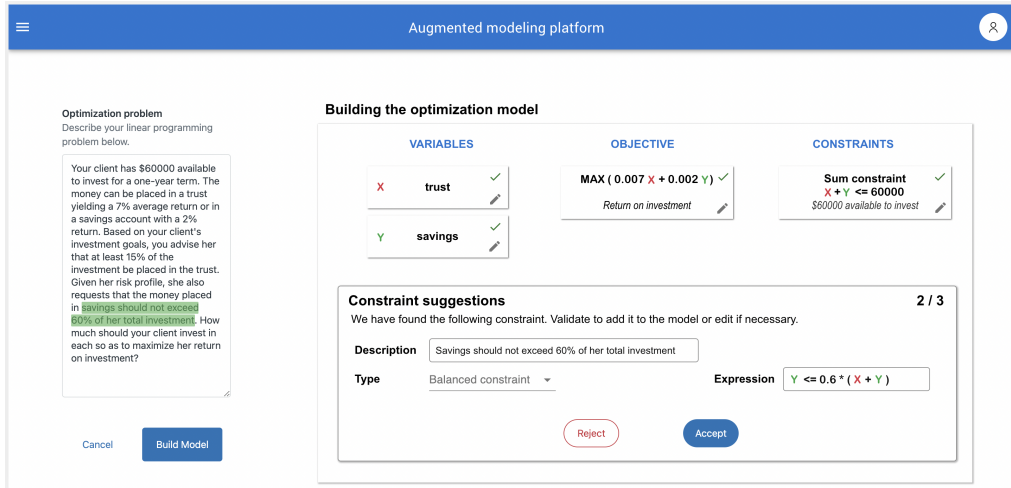 Augmented modeling platform
Optimization problem
Describe your linear programming
problem below.
Your client has $60000 available
to invest for a one-year term. The
money can be placed in a trust
yielding a 7% average return or in
a savings account with a 2%
return. Based on your client's
investment goals, you advise her
that at least 15% of the
investment be placed in the trust.
Given her risk profile, she also
requests that the money placed
in savings should not exceed
60% of her total investment. How
much should your client invest in
each so as to maximize her return
on investment?
Cancel
Build Model
Building the optimization model
VARIABLES
X trust
Y savings
OBJECTIVE
MAX ( 0.007 X + 0.002 Y )
Return on investment
CONSTRAINTS
Sum constraint
X + Y <= 60000
$60000 available to invest
Constraint suggestions
2 / 3
We have found the following constraint. Validate to add it to the model or edit if necessary.
Description Savings should not exceed 60% of her total investment
Type Balanced constraint
Expression Y <= 0.6 * ( X + Y )
Reject
Accept